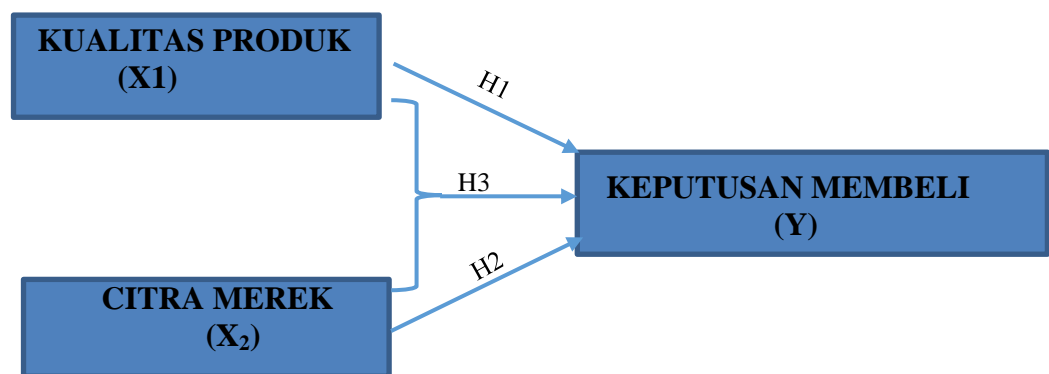 KUALITAS PRODUK
(X1)
H1
H3
KEPUTUSAN MEMBELI
(Y)
H2
CITRA MEREK
(X₂)